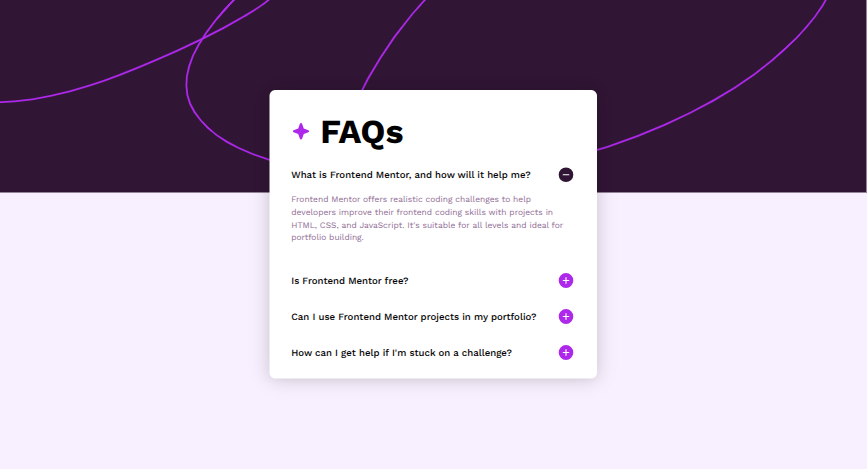 FAQs
What is Frontend Mentor, and how will it help me?
Frontend Mentor offers realistic coding challenges to help
developers improve their frontend coding skills with projects in
HTML, CSS, and JavaScript. It's suitable for all levels and ideal for
portfolio building.
Is Frontend Mentor free?
Can I use Frontend Mentor projects in my portfolio?
How can I get help if I'm stuck on a challenge?